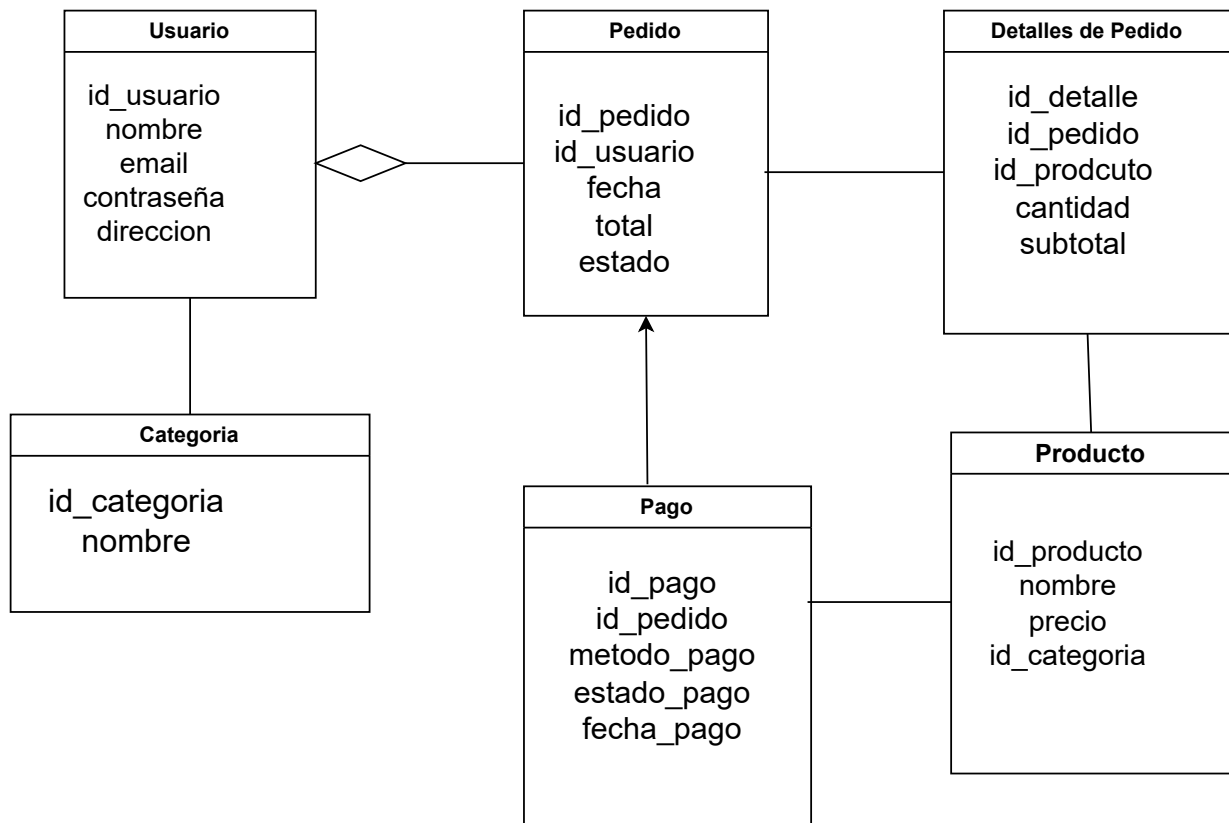 Usuario
id_usuario
nombre
email
contraseña
direccion
Pedido
id_pedido
id_usuario
fecha
total
estado
Detalles de Pedido
id_detalle
id_pedido
id_prodcuto
cantidad
subtotal
Categoria
id_categoria
nombre
Pago
id_pago
id_pedido
metodo_pago
estado_pago
fecha_pago
Producto
id_producto
nombre
precio
id_categoria